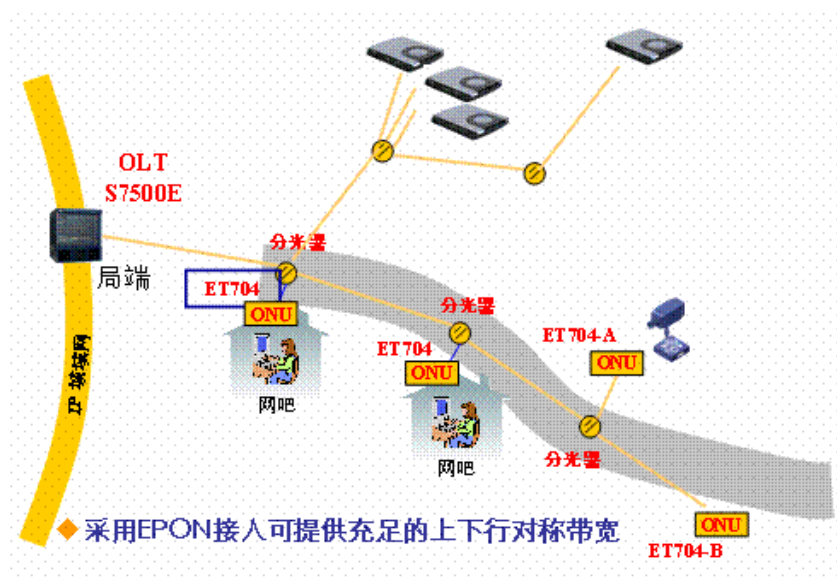 OLT
S7500E
局端
IP 城域网
分光器
ET704
ONU
网吧
分光器
ET704
ONU
网吧
ET704-A
ONU
分光器
ONU
ET704-B
采用EPON接入可提供充足的上下行对称带宽